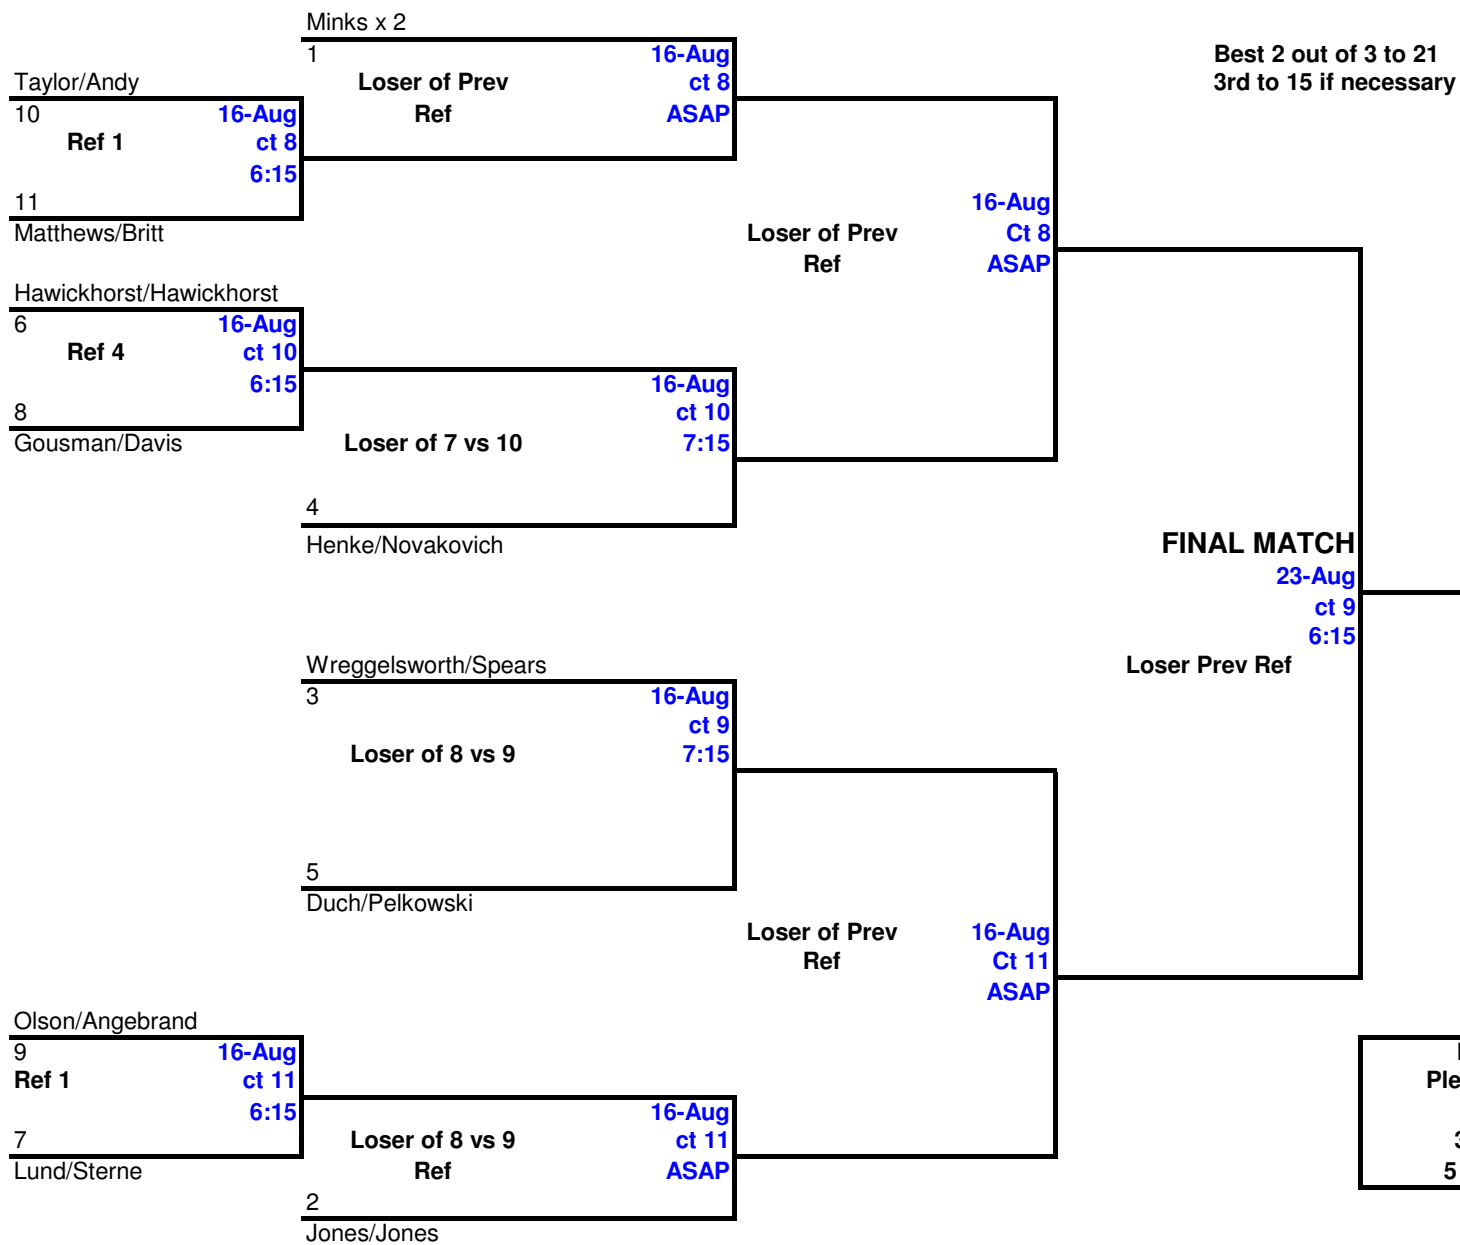 Minks x 2
1 16-Aug
Loser of Prev ct 8
Ref ASAP
Best 2 out of 3 to 21
3rd to 15 if necessary
Taylor/Andy
10 16-Aug
Ref 1 ct 8
6:15
11
Matthews/Britt
16-Aug
Loser of Prev Ct 8
Ref ASAP
Hawickhorst/Hawickhorst
6 16-Aug
Ref 4 ct 10
6:15
8
Gousman/Davis
16-Aug
ct 10
Loser of 7 vs 10 7:15
4
Henke/Novakovich
FINAL MATCH
23-Aug
ct 9
6:15
Loser Prev Ref
Wreggelsworth/Spears
3 16-Aug
ct 9
Loser of 8 vs 9 7:15
5
Duch/Pelkowski
Loser of Prev 16-Aug
Ref Ct 11
ASAP
Olson/Angebrand
9 16-Aug
Ref 1 ct 11
6:15
7
Lund/Sterne
16-Aug
Loser of 8 vs 9 ct 11
Ref ASAP
2
Jones/Jones
Ple
5